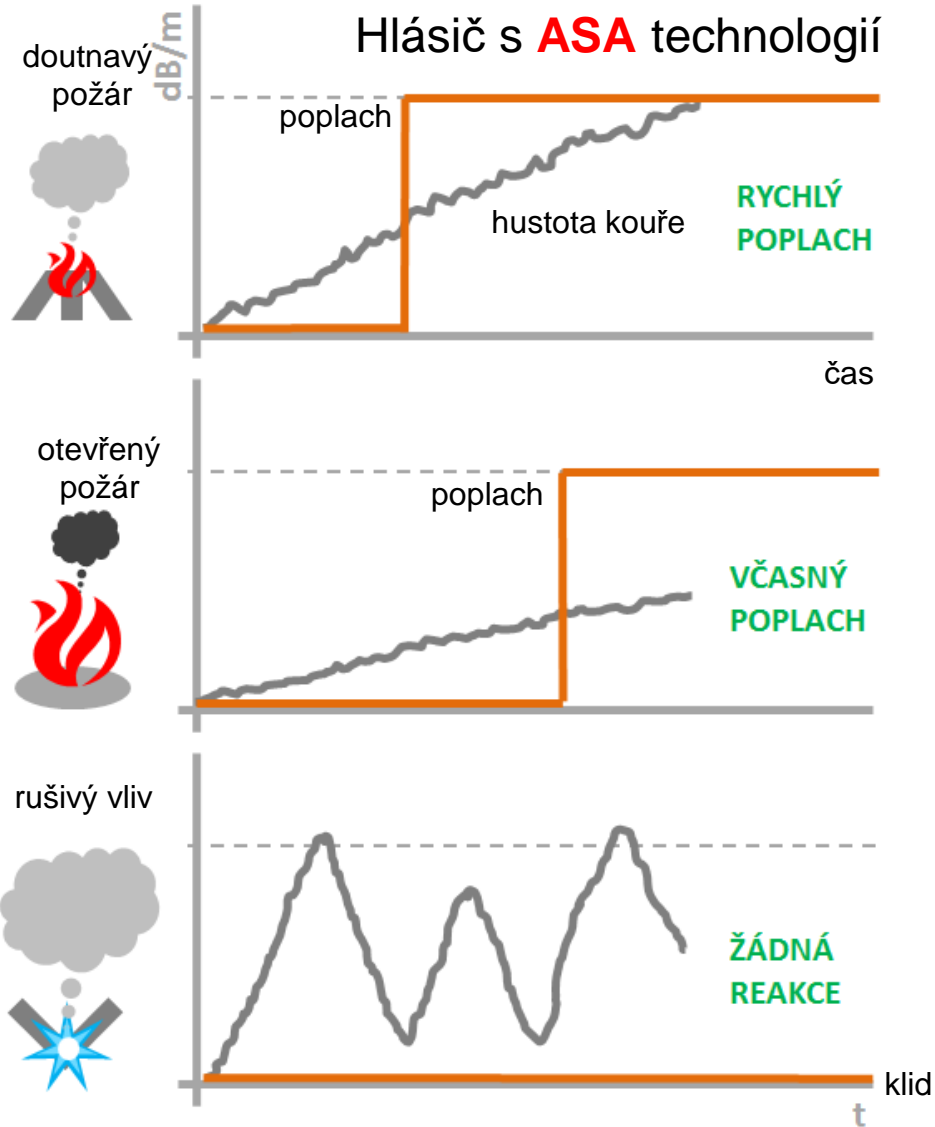 Hlásič s ASA technologií
dB/m
doutnavý
požár
poplach
hustota kouře
RYCHLÝ
POPLACH
čas
otevřený
požár
poplach
VČASNÝ
POPLACH
rušivý vliv
ŽÁDNÁ
REAKCE
klid
t